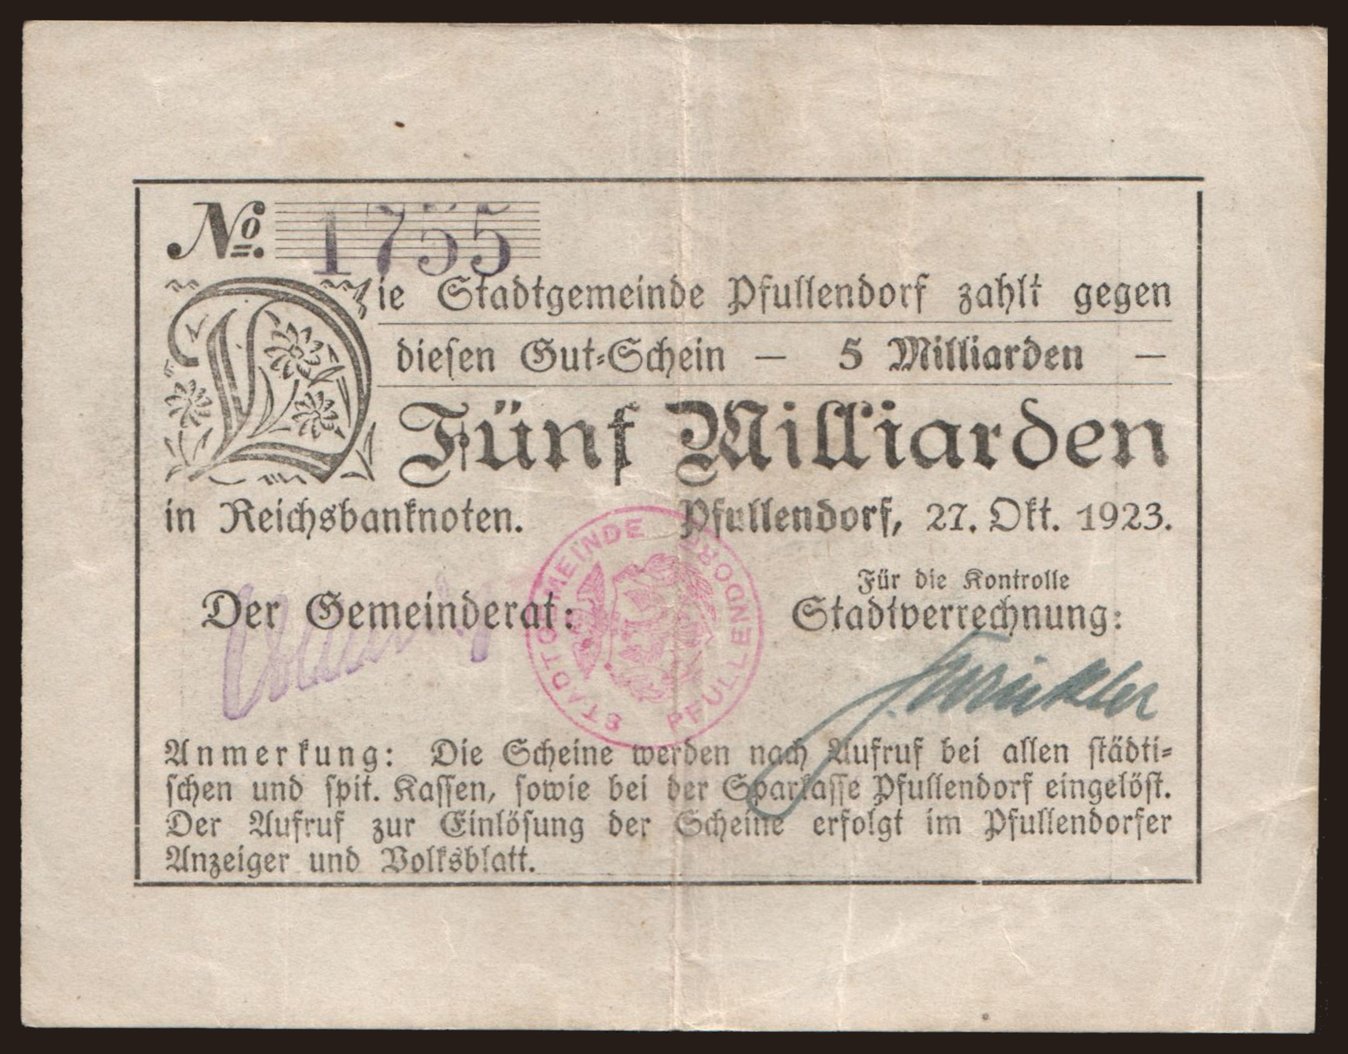 No. 1755
Die Stadtgemeinde Pfullendorf zahlt gegen
diesen Gut-Schein — 5 Milliarden —
Fünf Milliarden
in Reichsbanknoten. Pfullendorf, 27. Okt. 1923.
STADTGEMEINDE PFULLENDORF
Für die Kontrolle
Der Gemeinderat: Stadtverrechnung:
Winkler
Anmerkung: Die Scheine werden nach Aufruf bei allen städti-
schen und spit. Kassen, sowie bei der Sparkasse Pfullendorf eingelöst.
Der Aufruf zur Einlösung der Scheine erfolgt im Pfullendorfer
Anzeiger und Volksblatt.